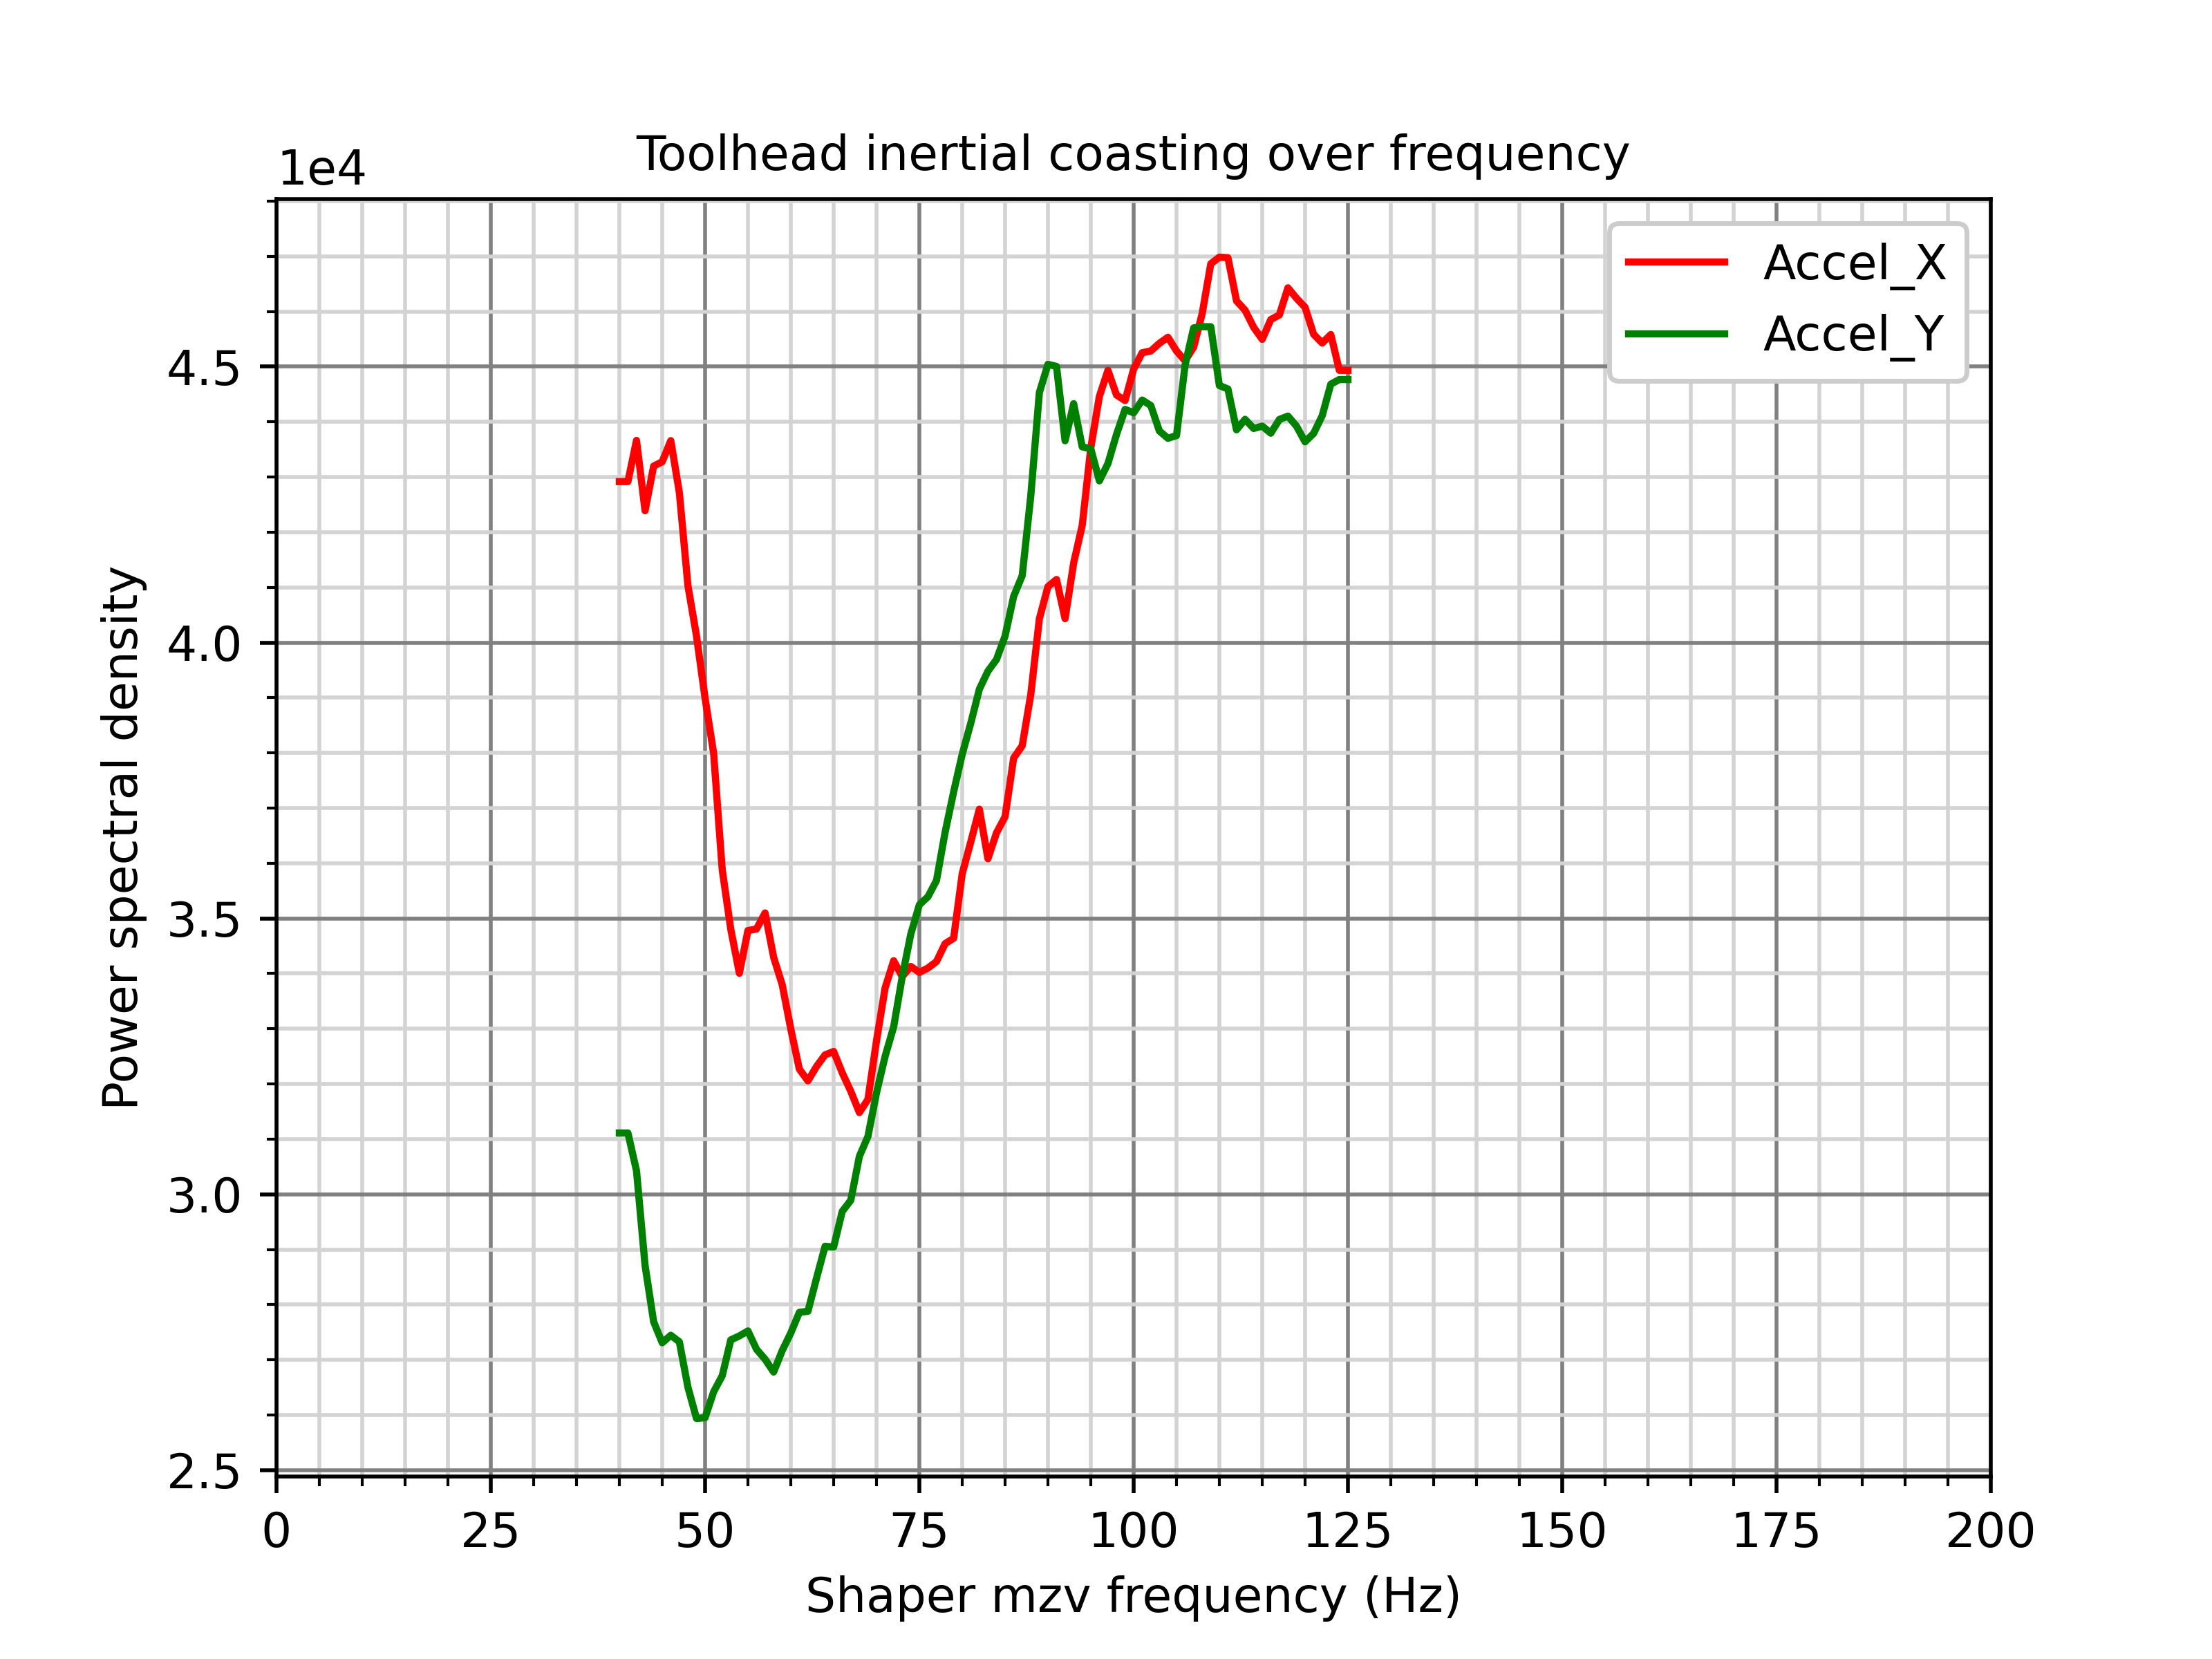 Toolhead inertial coasting over frequency
1e4
Accel_X
Accel_Y
4.5
4.0
3.5
3.0
2.5
Power spectral density
0 25 50 75 100 125 150 175 200
Shaper mzv frequency (Hz)